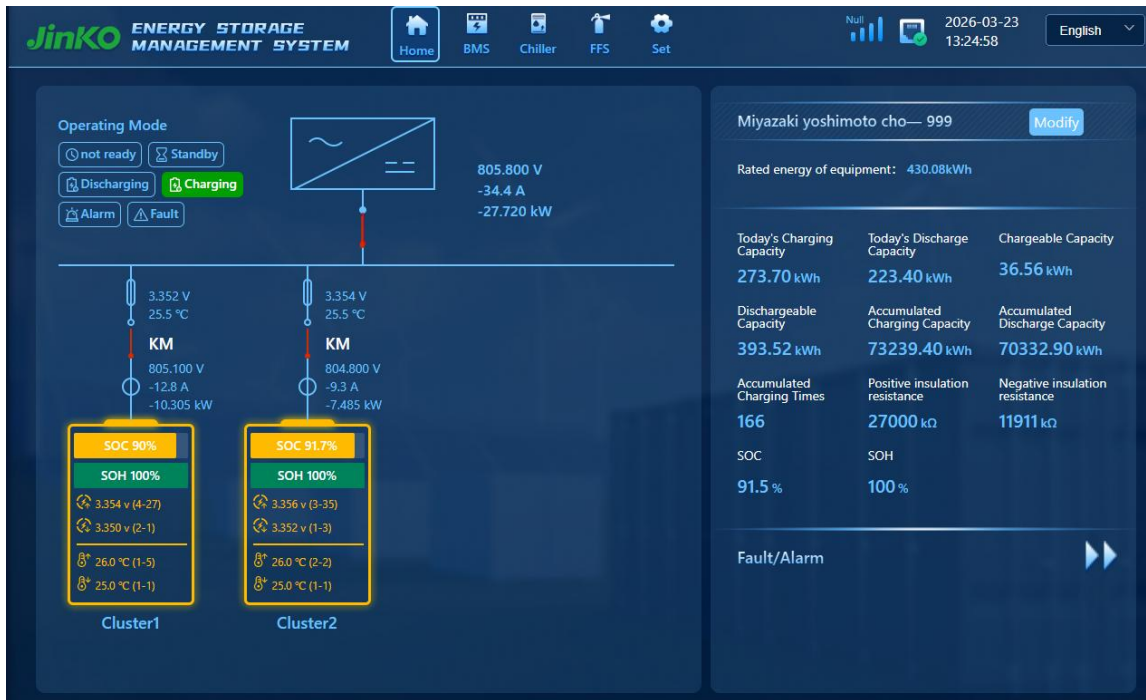 JinKO ENERGY STORAGE
MANAGEMENT SYSTEM
Home
BMS
Chiller
FFS
Set
Null
2026-03-23
13:24:58
English
Operating Mode
not ready
Standby
Discharging
Charging
Alarm
Fault
805.800 V
-34.4 A
-27.720 kW
3.352 V
25.5 ℃
KM
805.100 V
-12.8 A
-10.305 kW
SOC 90%
SOH 100%
3.354 v (4-27)
3.350 v (2-1)
26.0 ℃ (1-5)
25.0 ℃ (1-1)
Cluster1
3.354 V
25.5 ℃
KM
804.800 V
-9.3 A
-7.485 kW
SOC 91.7%
SOH 100%
3.356 v (3-35)
3.352 v (1-3)
26.0 ℃ (2-2)
25.0 ℃ (1-1)
Cluster2
Miyazaki yoshimoto cho— 999
Modify
Rated energy of equipment: 430.08kWh
Today's Charging
Capacity
273.70 kWh
Today's Discharge
Capacity
223.40 kWh
Chargeable Capacity
36.56 kWh
Dischargeable
Capacity
393.52 kWh
Accumulated
Charging Capacity
73239.40 kWh
Accumulated
Discharge Capacity
70332.90 kWh
Accumulated
Charging Times
166
Positive insulation
resistance
27000 kΩ
Negative insulation
resistance
11911 kΩ
SOC
91.5 %
SOH
100 %
Fault/Alarm